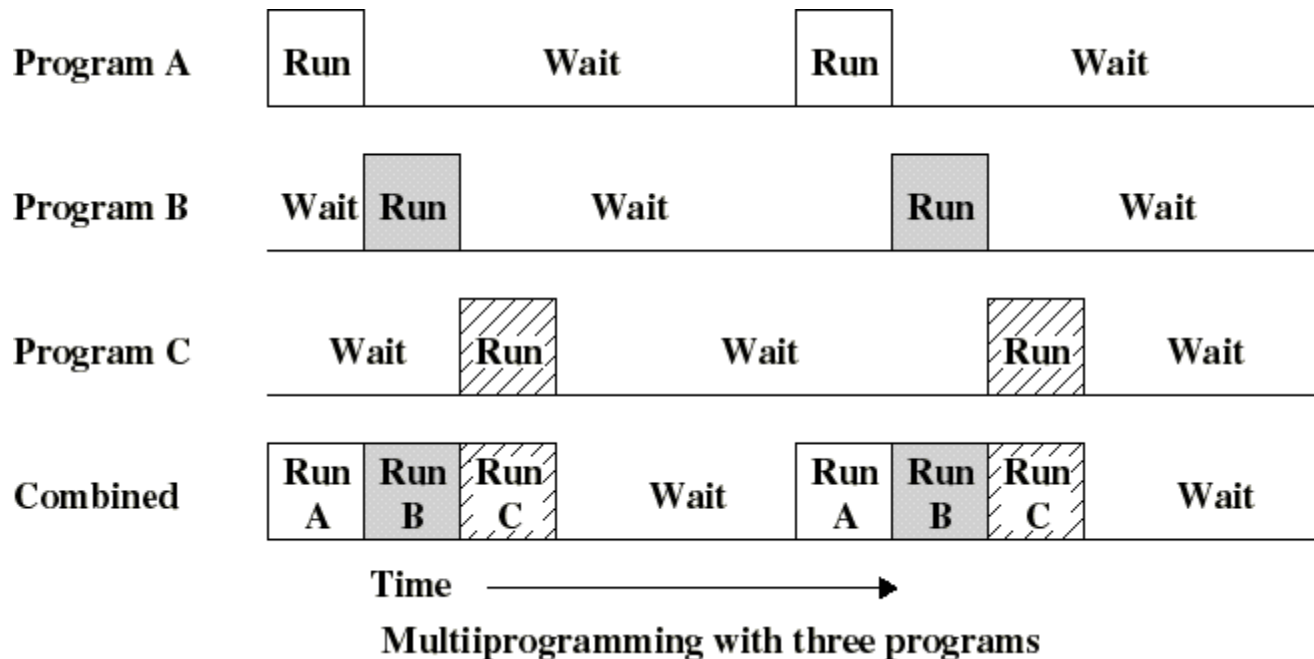 Program A Run Wait Run Wait
Program B Wait Run Wait Run Wait
Program C Wait Run Wait Run Wait
Combined Run A Run B Run C Wait Run A Run B Run C Wait
Time
Multiiprogramming with three programs